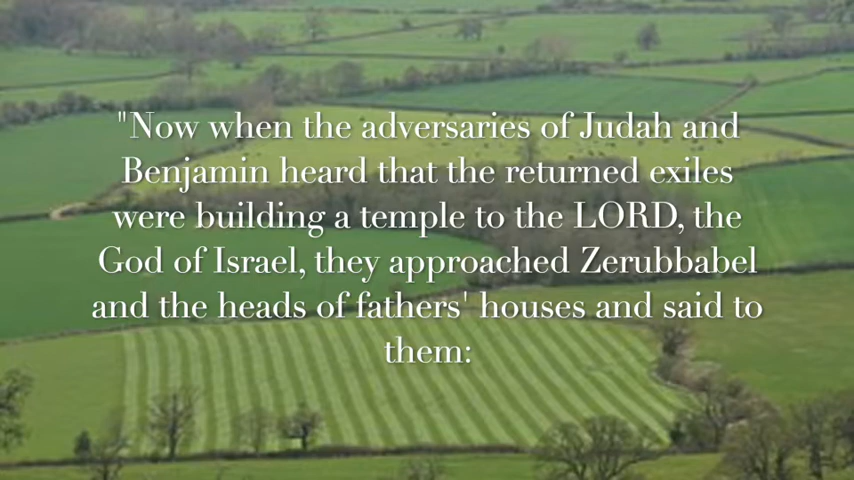 "Now when the adversaries of Judah and
Benjamin heard that the returned exiles
were building a temple to the LORD, the
God of Israel, they approached Zerubbabel
and the heads of fathers' houses and said to
them: